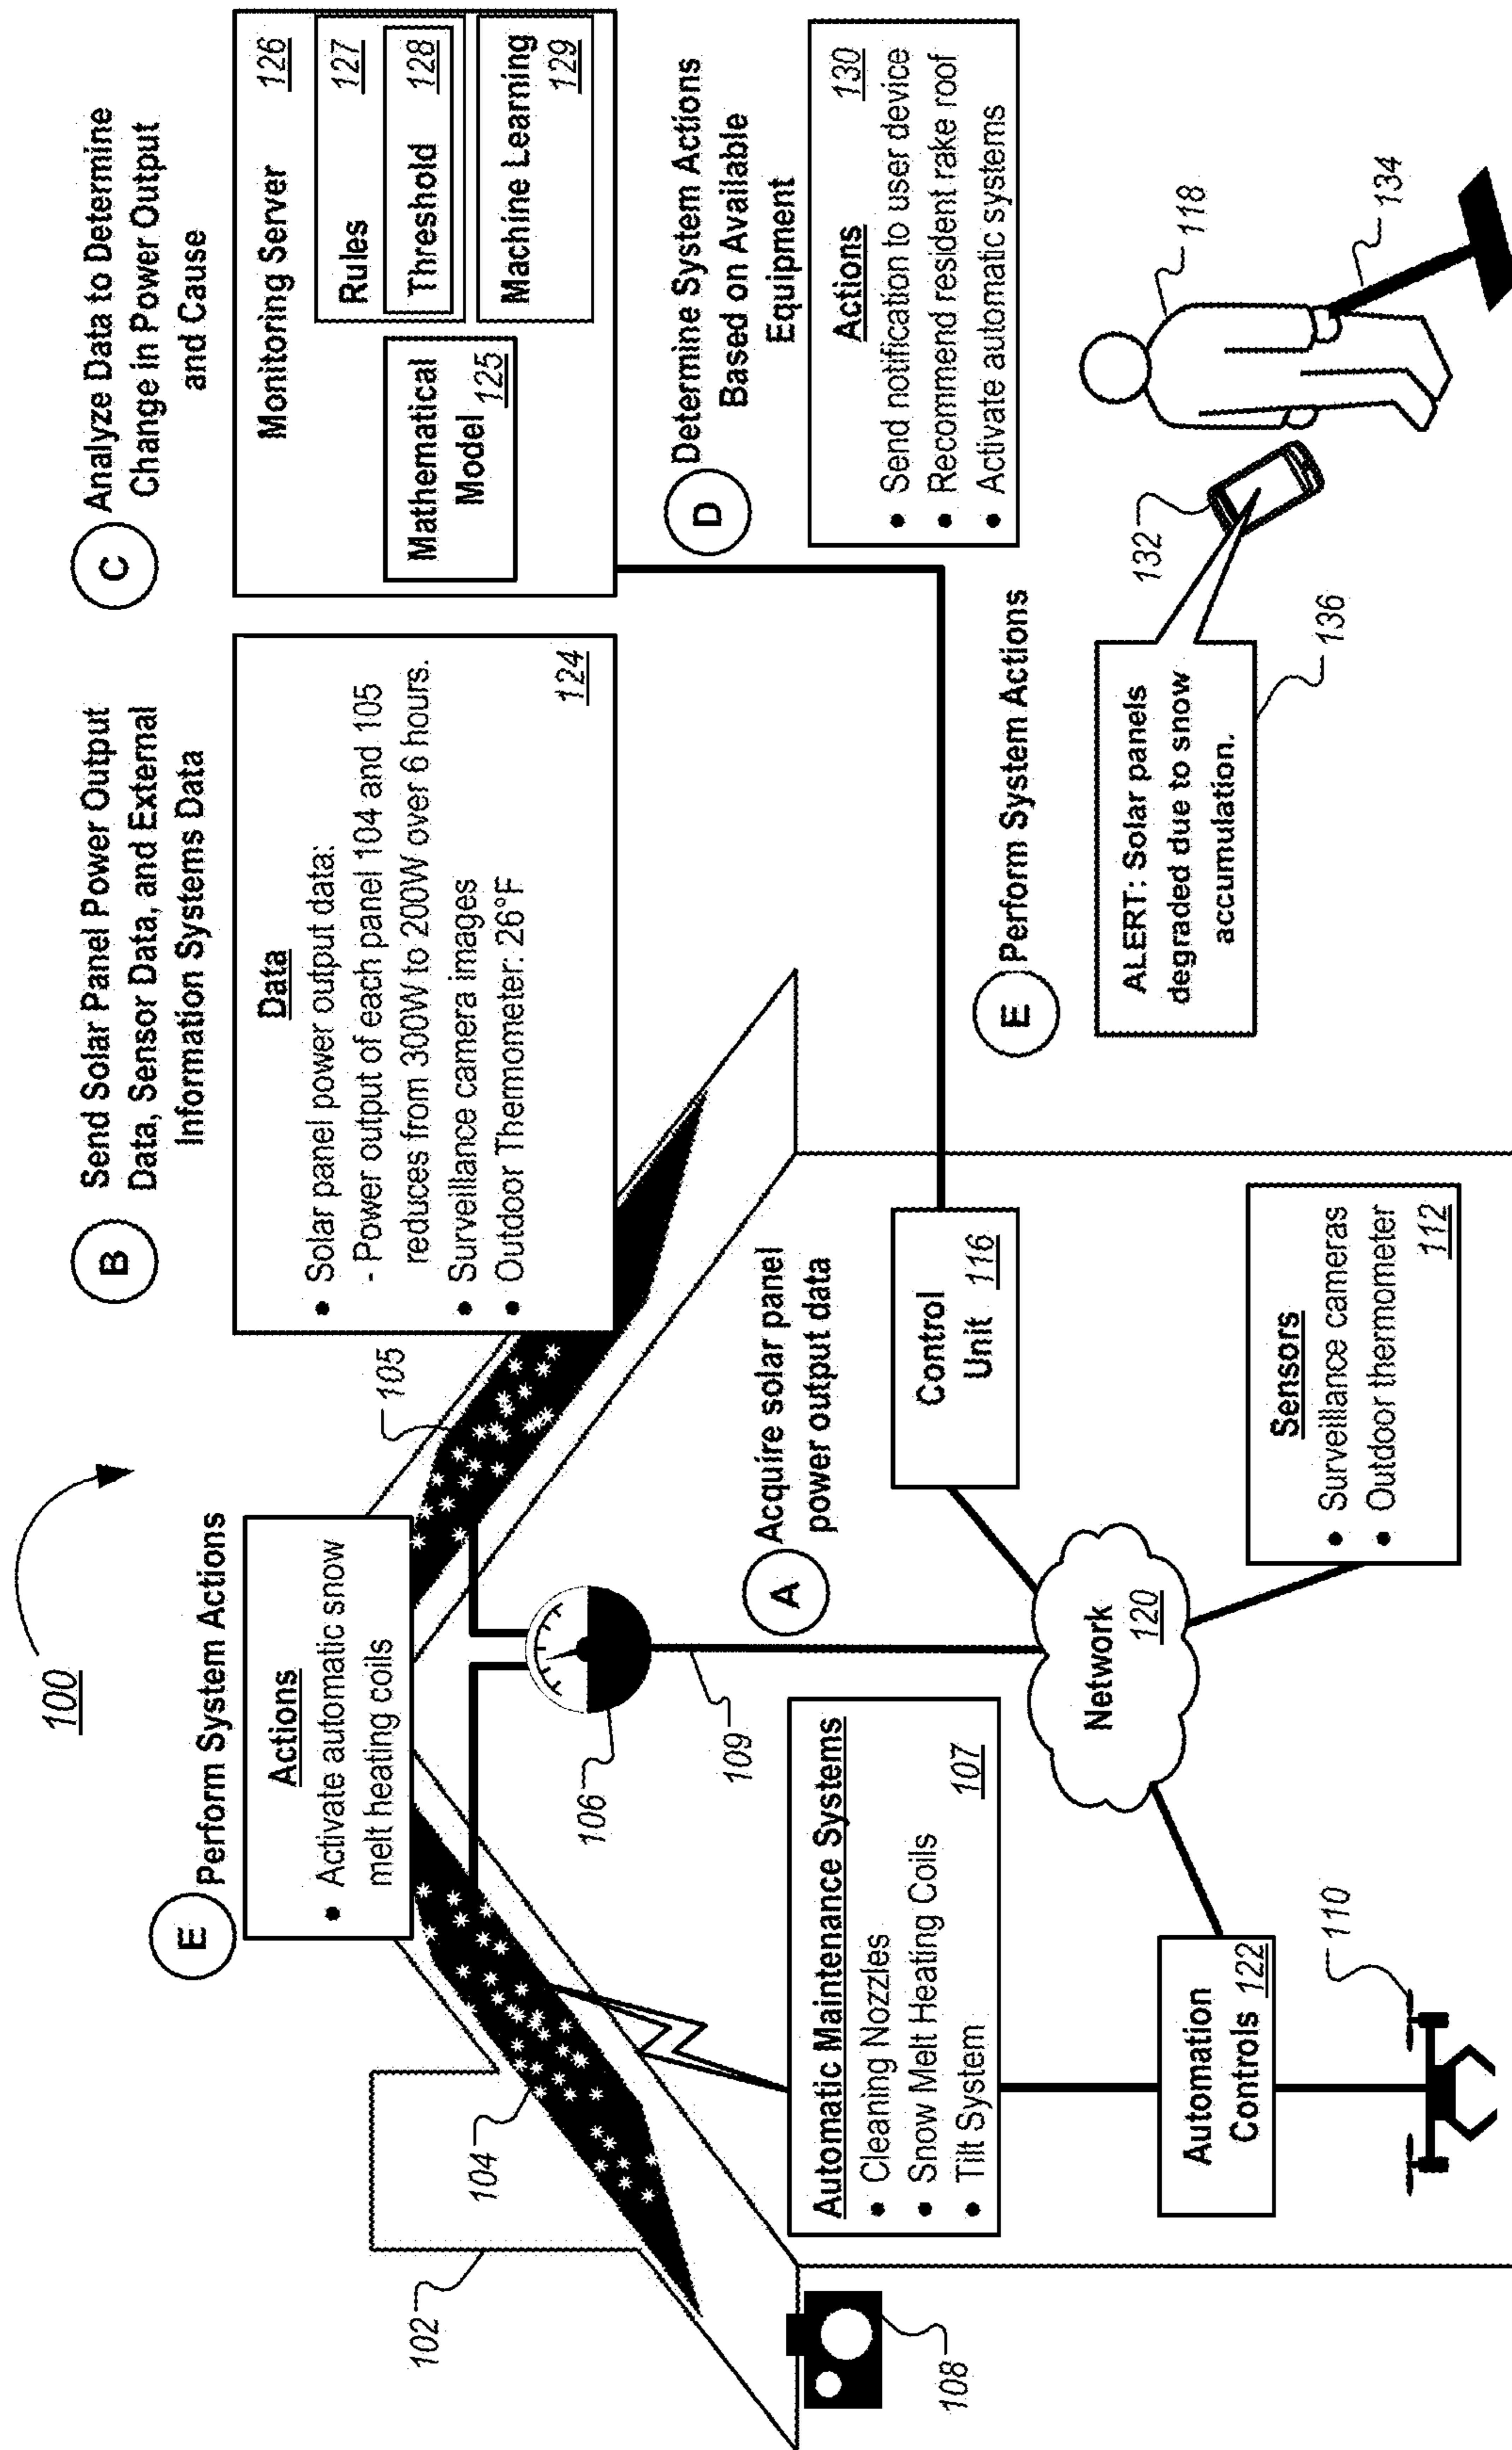 100
E
Perform System Actions
Actions
• Activate automatic snow
melt heating coils
B
Send Solar Panel Power Output
Data, Sensor Data, and External
Information Systems Data
Data
• Solar panel power output data:
- Power output of each panel 104 and 105
reduces from 300W to 200W over 6 hours.
• Surveillance camera images
• Outdoor Thermometer: 26°F
124
C
Analyze Data to Determine
Change in Power Output
and Cause
Monitoring Server
126
Mathematical
Model 125
Rules
127
Threshold
128
Machine Learning
129
D
Determine System Actions
Based on Available
Equipment
Actions
130
• Send notification to user device
• Recommend resident rake roof
• Activate automatic systems
102
104
105
106
109
A
Acquire solar panel
power output data
Automatic Maintenance Systems
• Cleaning Nozzles
• Snow Melt Heating Coils
• Tilt System
107
108
Control
Unit 116
Network
120
Automation
Controls 122
110
Sensors
• Surveillance cameras
• Outdoor thermometer
112
E
Perform System Actions
ALERT: Solar panels
degraded due to snow
accumulation.
136
132
118
134